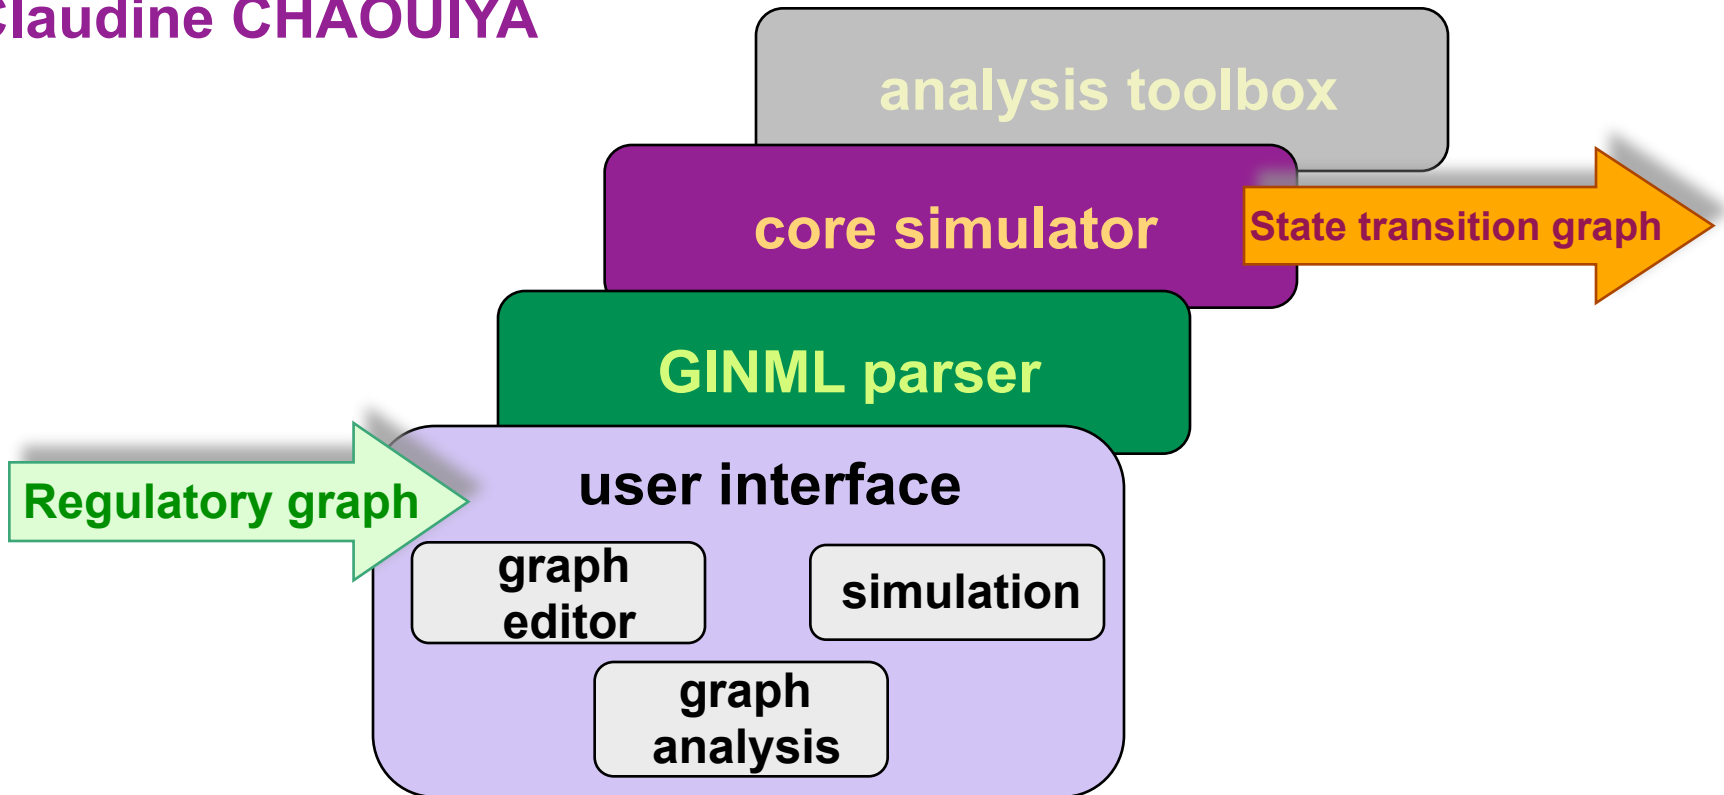 Claudine CHAOUIYA
analysis toolbox
core simulator
State transition graph
GINML parser
Regulatory graph
user interface
graph
editor
simulation
graph
analysis